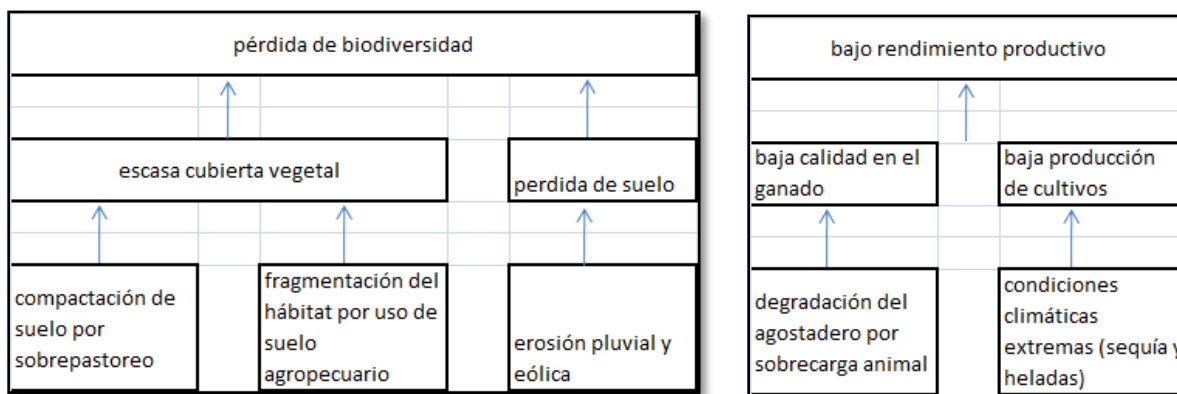 pérdida de biodiversidad
escasa cubierta vegetal
perdida de suelo
compactación de
suelo por
sobrepastoreo
fragmentación del
hábitat por uso de
suelo
agropecuario
erosión pluvial y
eólica
bajo rendimiento productivo
baja calidad en el
ganado
baja producción
de cultivos
degradación del
agostadero por
sobrecarga animal
condiciones
climáticas
extremas (sequía y
heladas)